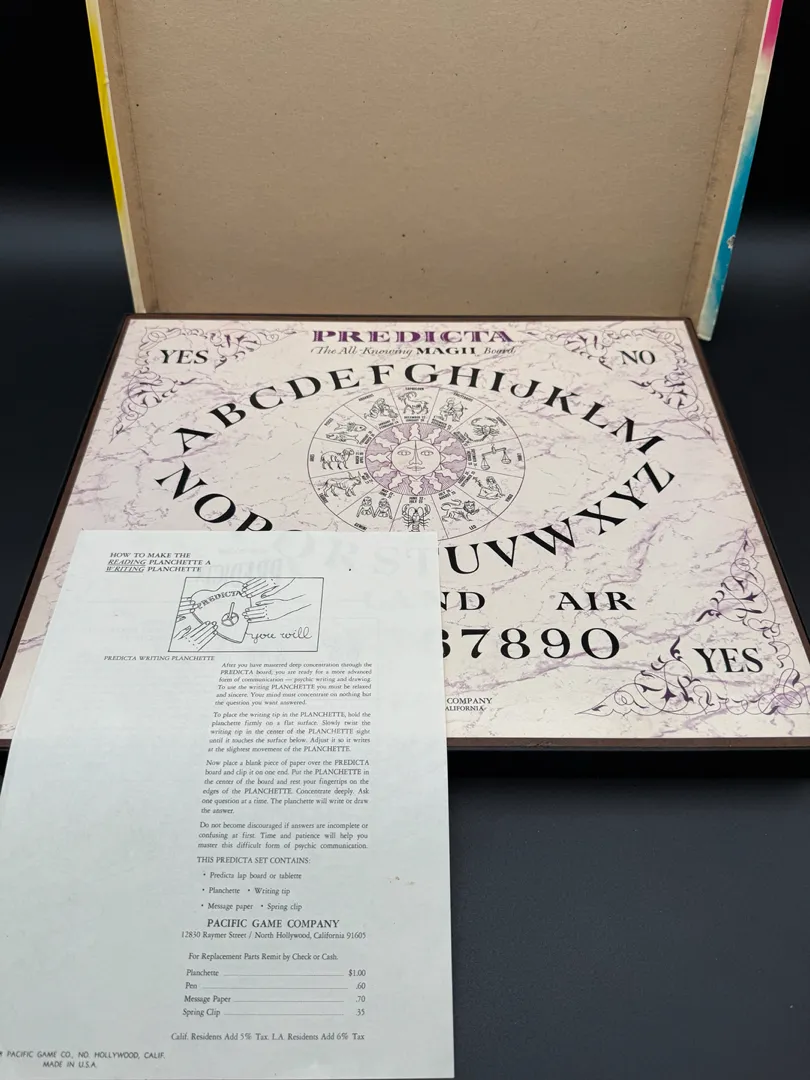 PREDICTA
The All-Knowing MAGII Board
YES
NO
ABCDEFGHIJKLM
NOP
UVWXYZ
ND AIR
67890
YES
COMPANY
ALIFORNIA
HOW TO MAKE THE
READING PLANCHETTE A
WRITING PLANCHETTE
PREDICTA
you will
PREDICTA WRITING PLANCHETTE
After you have mastered deep concentration through the
PREDICTA board, you are ready for a more advanced
form of communication — psychic writing and drawing.
To use the writing PLANCHETTE you must be relaxed
and sincere. Your mind must concentrate on nothing but
the question you want answered.
To place the writing tip in the PLANCHETTE, hold the
planchette firmly on a flat surface. Slowly twist the
writing tip in the center of the PLANCHETTE sight
until it touches the surface below. Adjust it so it writes
at the slightest movement of the PLANCHETTE.
Now place a blank piece of paper over the PREDICTA
board and clip it on one end. Put the PLANCHETTE in
the center of the board and rest your fingertips on the
edges of the PLANCHETTE. Concentrate deeply. Ask
one question at a time. The planchette will write or draw
the answer.
Do not become discouraged if answers are incomplete or
confusing at first. Time and patience will help you
master this difficult form of psychic communication.
THIS PREDICTA SET CONTAINS:
• Predicta lap board or tablette
• Planchette • Writing tip
• Message paper • Spring clip
PACIFIC GAME COMPANY
12830 Raymer Street / North Hollywood, California 91605
For Replacement Parts Remit by Check or Cash.
Planchette $1.00
Pen .60
Message Paper .70
Spring Clip .35
Calif. Residents Add 5% Tax. L.A. Residents Add 6% Tax
PACIFIC GAME CO., NO. HOLLYWOOD, CALIF.
MADE IN U.S.A.